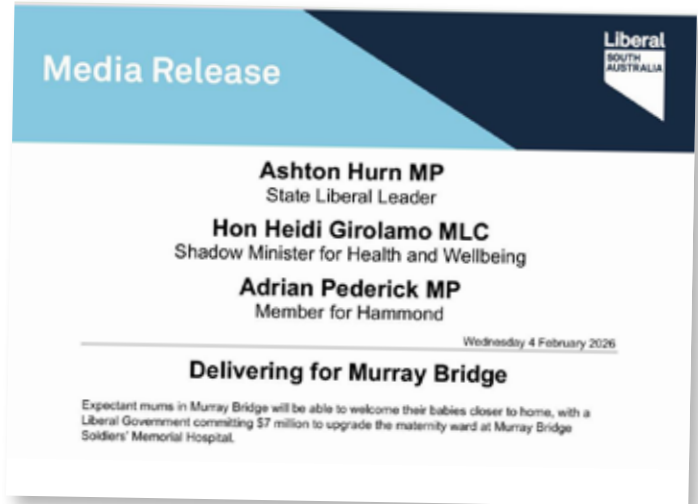 Media Release
Liberal
SOUTH
AUSTRALIA
Ashton Hurn MP
State Liberal Leader
Hon Heidi Girolamo MLC
Shadow Minister for Health and Wellbeing
Adrian Pederick MP
Member for Hammond
Wednesday 4 February 2026
Delivering for Murray Bridge
Expectant mums in Murray Bridge will be able to welcome their babies closer to home, with a
Liberal Government committing $7 million to upgrade the maternity ward at Murray Bridge
Soldiers' Memorial Hospital.